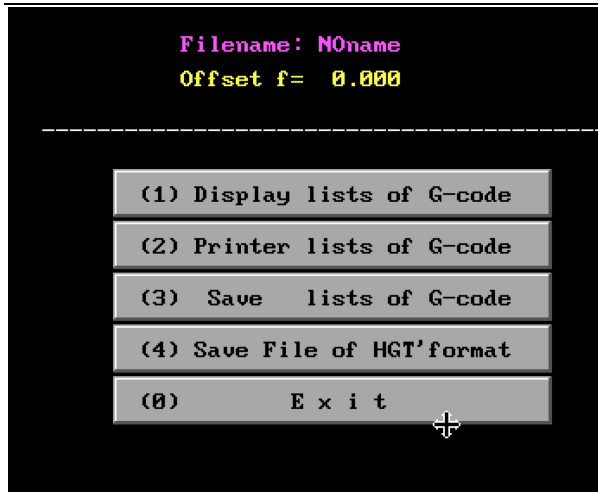 Filename: NOname
Offset f=  0.000
(1) Display lists of G-code
(2) Printer lists of G-code
(3)  Save   lists of G-code
(4) Save File of HGT'format
(0)         E x i t